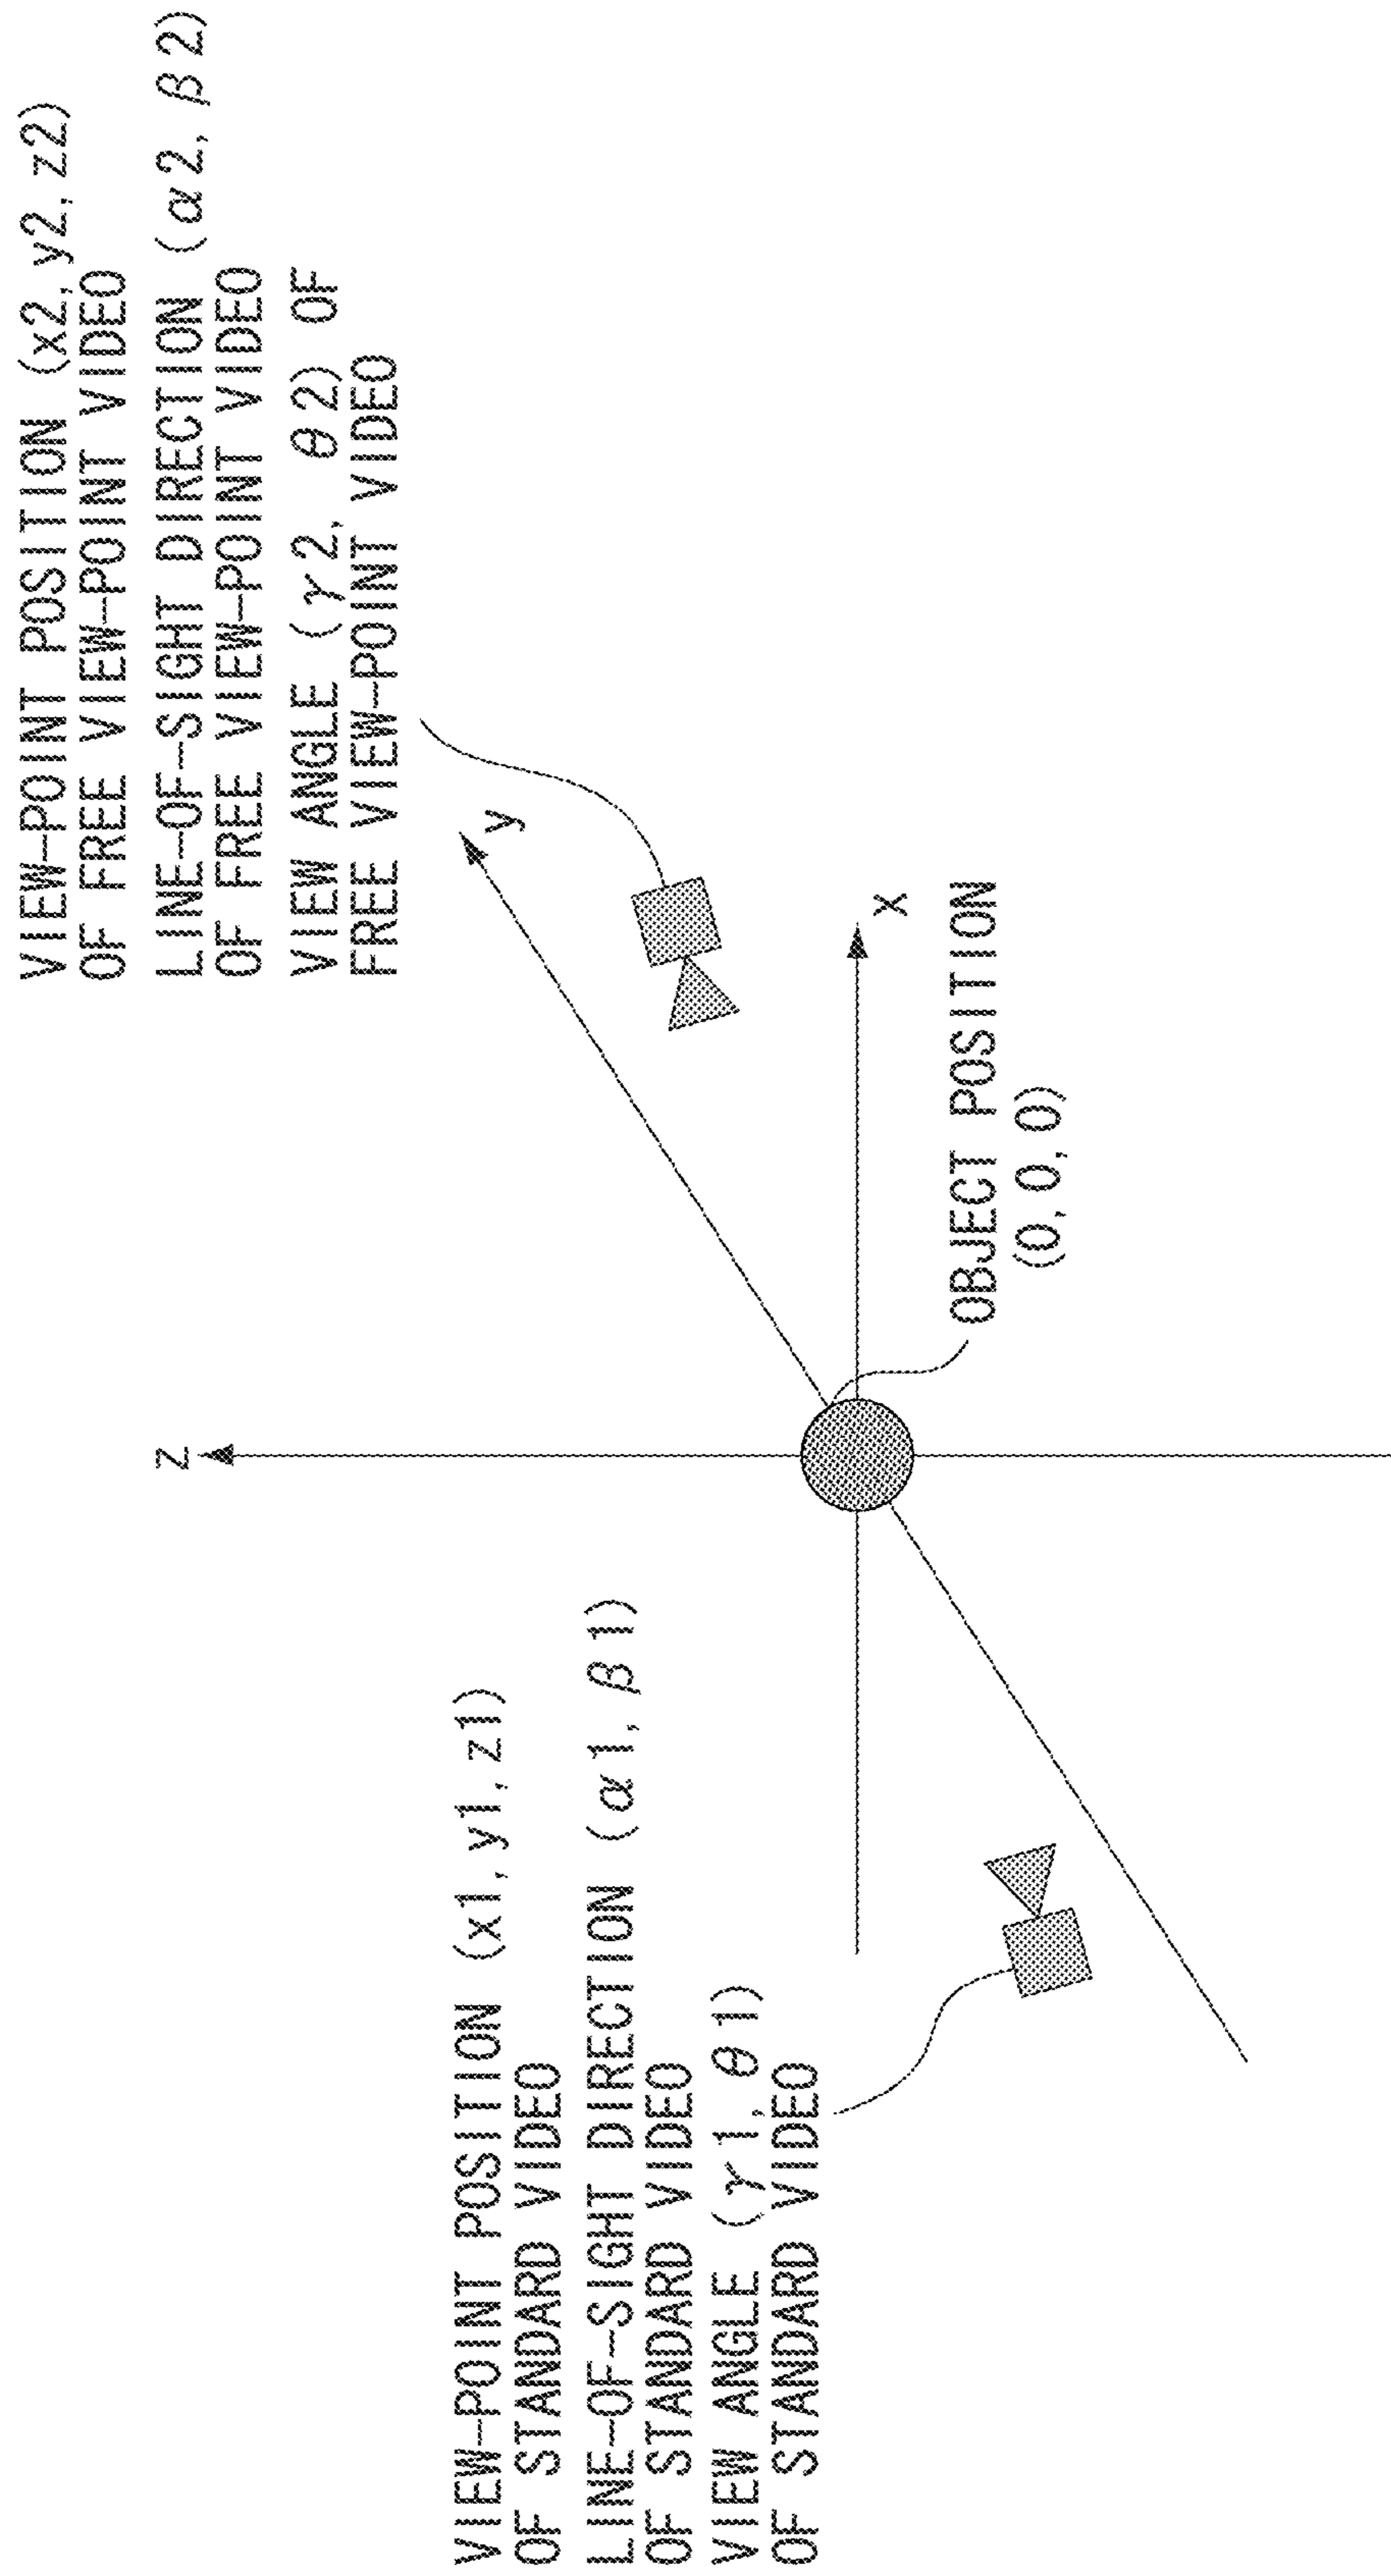 VIEW-POINT POSITION (x2, y2, z2)
OF FREE VIEW-POINT VIDEO
LINE-OF-SIGHT DIRECTION (α2, β2)
OF FREE VIEW-POINT VIDEO
VIEW ANGLE (γ2, θ2) OF
FREE VIEW-POINT VIDEO
z
VIEW-POINT POSITION (x1, y1, z1)
OF STANDARD VIDEO
LINE-OF-SIGHT DIRECTION (α1, β1)
OF STANDARD VIDEO
VIEW ANGLE (γ1, θ1)
OF STANDARD VIDEO
y
x
OBJECT POSITION
(0, 0, 0)